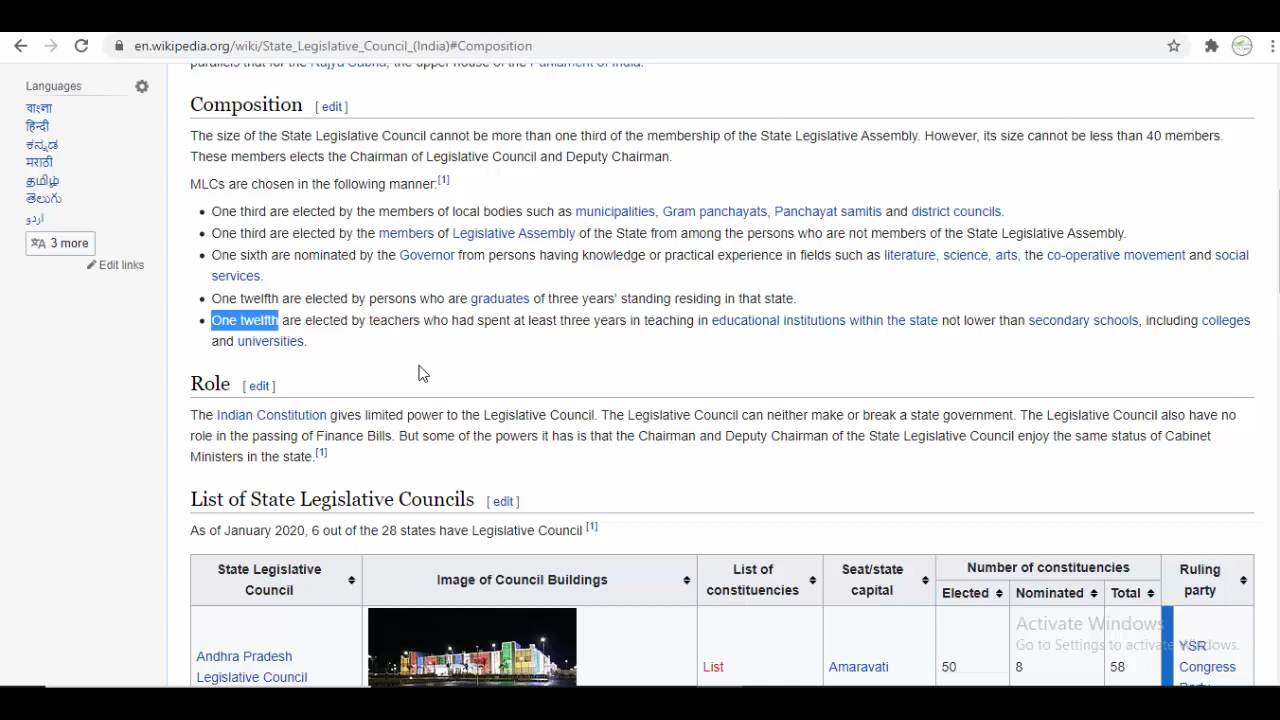 en.wikipedia.org/wiki/State_Legislative_Council_(India)#Composition
parallels that for the Rajya Sabha, the upper house of the Parliament of India.
Languages
বাংলা
हिन्दी
ಕನ್ನಡ
मराठी
தமிழ்
తెలుగు
اردو
3 more
Edit links
Composition [ edit ]
The size of the State Legislative Council cannot be more than one third of the membership of the State Legislative Assembly. However, its size cannot be less than 40 members.
These members elects the Chairman of Legislative Council and Deputy Chairman.
MLCs are chosen in the following manner:[1]
• One third are elected by the members of local bodies such as municipalities, Gram panchayats, Panchayat samitis and district councils.
• One third are elected by the members of Legislative Assembly of the State from among the persons who are not members of the State Legislative Assembly.
• One sixth are nominated by the Governor from persons having knowledge or practical experience in fields such as literature, science, arts, the co-operative movement and social
services.
• One twelfth are elected by persons who are graduates of three years' standing residing in that state.
• One twelfth are elected by teachers who had spent at least three years in teaching in educational institutions within the state not lower than secondary schools, including colleges
and universities.
Role [ edit ]
The Indian Constitution gives limited power to the Legislative Council. The Legislative Council can neither make or break a state government. The Legislative Council also have no
role in the passing of Finance Bills. But some of the powers it has is that the Chairman and Deputy Chairman of the State Legislative Council enjoy the same status of Cabinet
Ministers in the state.[1]
List of State Legislative Councils [ edit ]
As of January 2020, 6 out of the 28 states have Legislative Council [1]
State Legislative
Council
Image of Council Buildings
List of
constituencies
Seat/state
capital
Number of constituencies
Elected Nominated Total
Ruling
party
Andhra Pradesh
Legislative Council
List
Amaravati
50
8
58
YSR
Congress
Party
Activate Windows
Go to Settings to activate Windows.